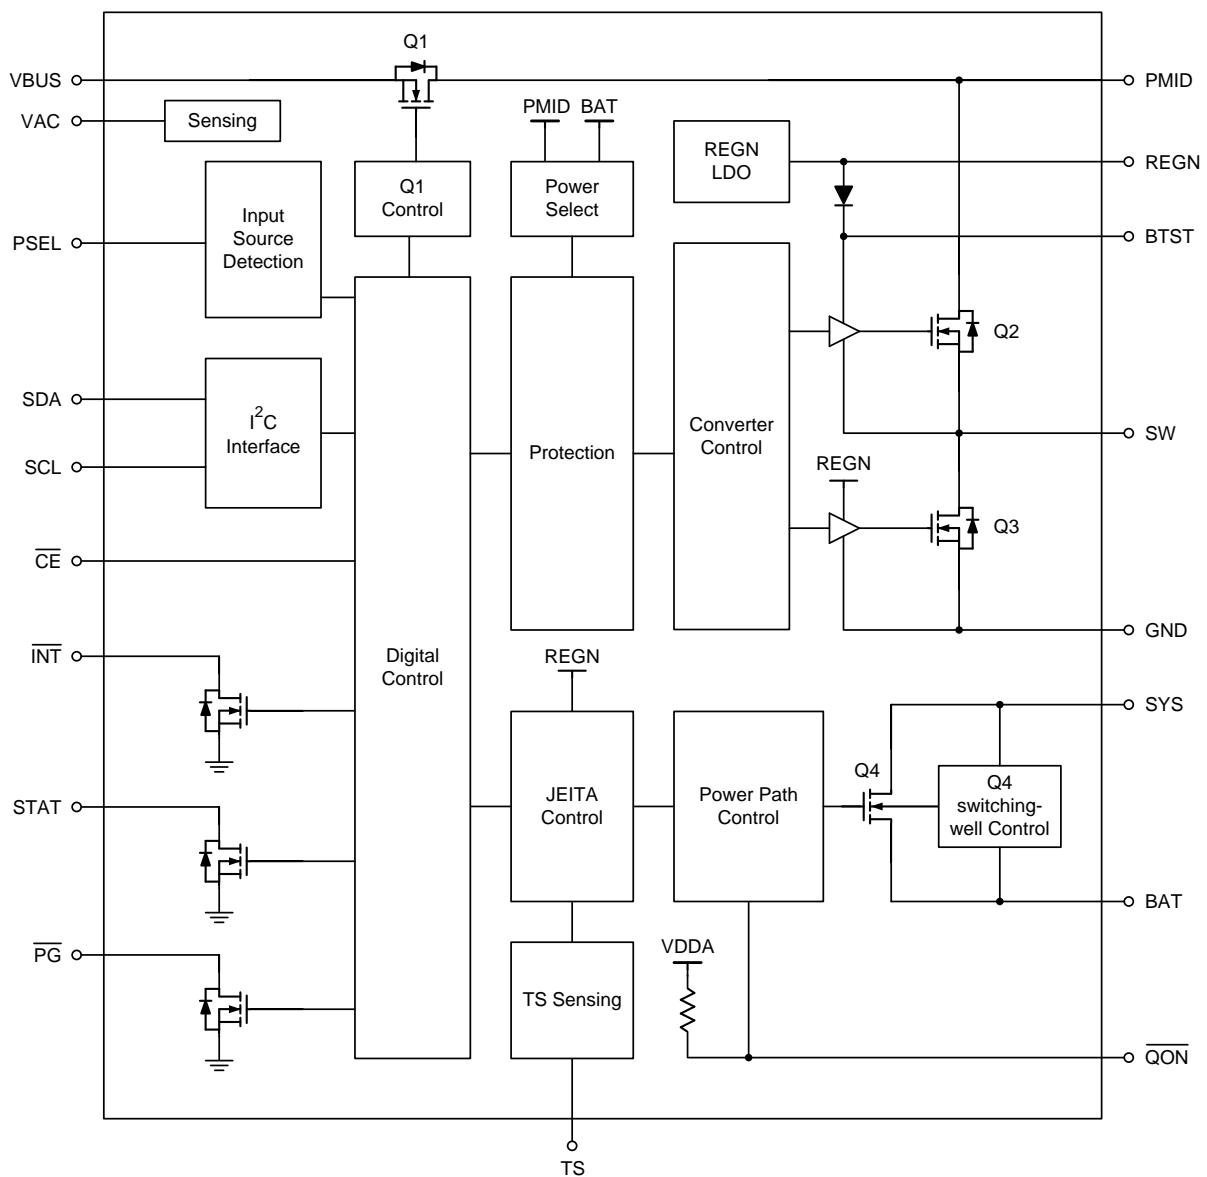 Q1
VBUS
PMID
VAC
Sensing
PMID BAT
REGN
LDO
REGN
Q1
Control
Power
Select
Input
Source
Detection
PSEL
BTST
Q2
SDA
I²C
Interface
SCL
Protection
Converter
Control
SW
REGN
Q3
CE
INT
Digital
Control
REGN
GND
SYS
Q4
Q4
switching-
well Control
STAT
JEITA
Control
Power Path
Control
BAT
PG
VDDA
TS Sensing
QON
TS